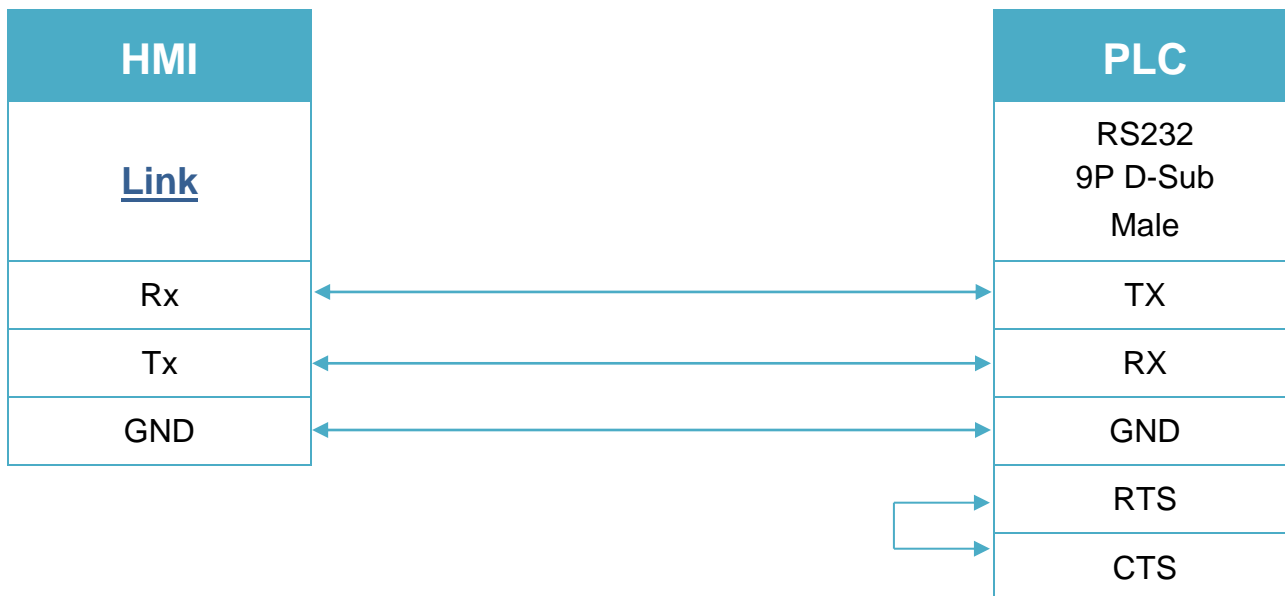 HMI
PLC
Link
RS232
9P D-Sub
Male
Rx
TX
Tx
RX
GND
GND
RTS
CTS